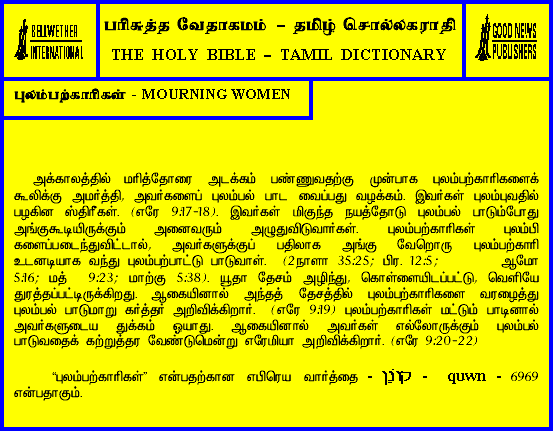 BELLWETHER
INTERNATIONAL
பரிசுத்த வேதாகமம் – தமிழ் சொல்லகராதி
THE HOLY BIBLE – TAMIL DICTIONARY
GOOD NEWS
PUBLISHERS
புலம்பற்காரிகள் - MOURNING WOMEN
அக்காலத்தில் மரித்தோரை அடக்கம் பண்ணுவதற்கு முன்பாக புலம்பற்காரிகளைக்
கூலிக்கு அமர்த்தி, அவர்களைப் புலம்பல் பாட வைப்பது வழக்கம். இவர்கள் புலம்புவதில்
பழகின ஸ்திரீகள். (எரே 9:17-18). இவர்கள் மிகுந்த நயத்தோடு புலம்பல் பாடும்போது
அங்குகூடியிருக்கும் அனைவரும் அழுதுவிடுவார்கள். புலம்பற்காரிகள் புலம்பி
களைப்படைந்துவிட்டால், அவர்களுக்குப் பதிலாக அங்கு வேறொரு புலம்பற்காரி
உடனடியாக வந்து புலம்பற்பாட்டு பாடுவாள். (2நாளா 35:25; பிர. 12:5; ஆமோ
5:16; மத் 9:23; மாற்கு 5:38). யூதா தேசம் அழிந்து, கொள்ளையிடப்பட்டு, வெளியே
துரத்தப்பட்டிருக்கிறது. ஆகையினால் அந்தத் தேசத்தில் புலம்பற்காரிகளை வரழைத்து
புலம்பல் பாடுமாறு கர்த்தர் அறிவிக்கிறார். (எரே 9:19) புலம்பற்காரிகள் மட்டும் பாடினால்
அவர்களுடைய துக்கம் ஓயாது. ஆகையினால் அவர்கள் எல்லோருக்கும் புலம்பல்
பாடுவதைக் கற்றுத்தர வேண்டுமென்று எரேமியா அறிவிக்கிறார். (எரே 9:20-22)
“புலம்பற்காரிகள்” என்பதற்கான எபிரெய வார்த்தை - קוֹנֵן - quwn - 6969
என்பதாகும்.